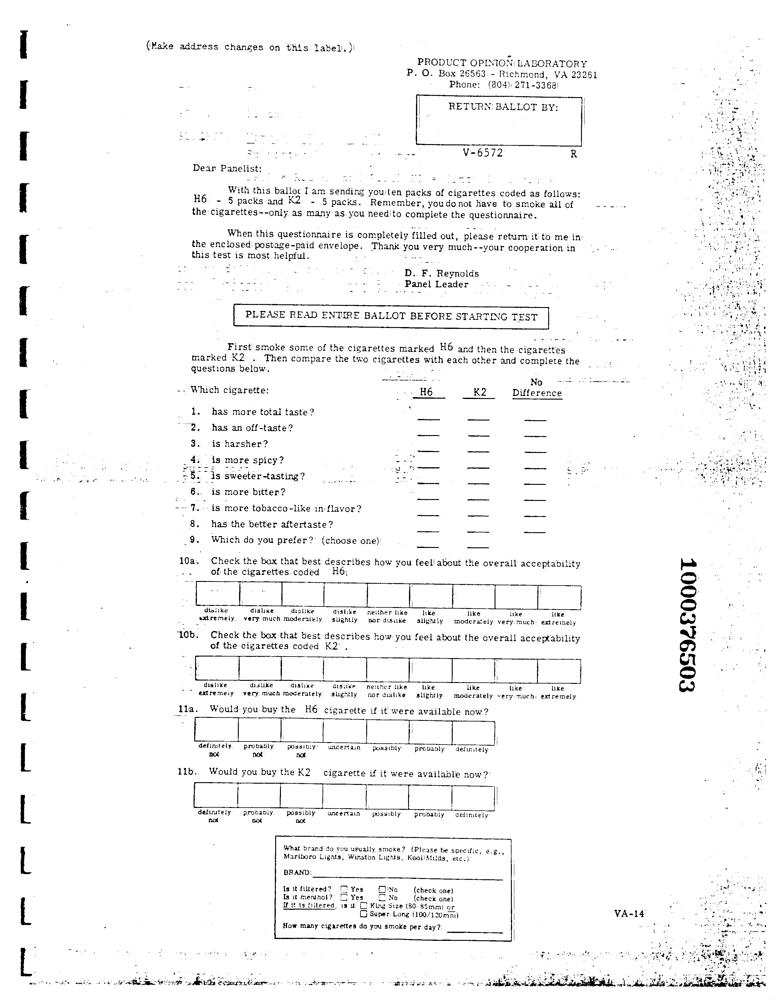 (Make address changes on this label.)
PRODUCT OPINION LABORATORY
P. O. Box 26563 - Richmond, VA 23261
Phone: (804) 271-3368
RETURN BALLOT BY:
V-6572 R
Dear Panelist:
With this ballot I am sending you ten packs of cigarettes coded as follows:
H6 - 5 packs and K2 - 5 packs. Remember, you do not have to smoke all of
the cigarettes--only as many as you need to complete the questionnaire.
When this questionnaire is completely filled out, please return it to me in
the enclosed postage-paid envelope. Thank you very much--your cooperation in
this test is most helpful.
D. F. Reynolds
Panel Leader
PLEASE READ ENTIRE BALLOT BEFORE STARTING TEST
First smoke some of the cigarettes marked H6 and then the cigarettes
marked K2 . Then compare the two cigarettes with each other and complete the
questions below.
No
Which cigarette: H6 K2 Difference
1. has more total taste?
2. has an off-taste?
3. is harsher?
4. is more spicy?
5. is sweeter-tasting?
6. is more bitter?
7. is more tobacco-like in flavor?
8. has the better aftertaste?
9. Which do you prefer? (choose one)
10a. Check the box that best describes how you feel about the overall acceptability
of the cigarettes coded H6.
dislike dislike dislike dislike neither like like like like like
extremely very much moderately slightly nor dislike slightly moderately very much extremely
10b. Check the box that best describes how you feel about the overall acceptability
of the cigarettes coded K2 .
dislike dislike dislike dislike neither like like like like like
extremely very much moderately slightly nor dislike slightly moderately very much extremely
11a. Would you buy the H6 cigarette if it were available now?
definitely probably possibly uncertain possibly probably definitely
not not not
11b. Would you buy the K2 cigarette if it were available now?
definitely probably possibly uncertain possibly probably definitely
not not not
What brand do you usually smoke? (Please be specific, e.g.,
Marlboro Lights, Winston Lights, Kool Milds, etc.)
BRAND:
Is it filtered? Yes No (check one)
Is it menthol? Yes No (check one)
If it is filtered, is it King Size (80-85mm) or
Super Long (100/120mm)
How many cigarettes do you smoke per day?
VA-14
1000376503